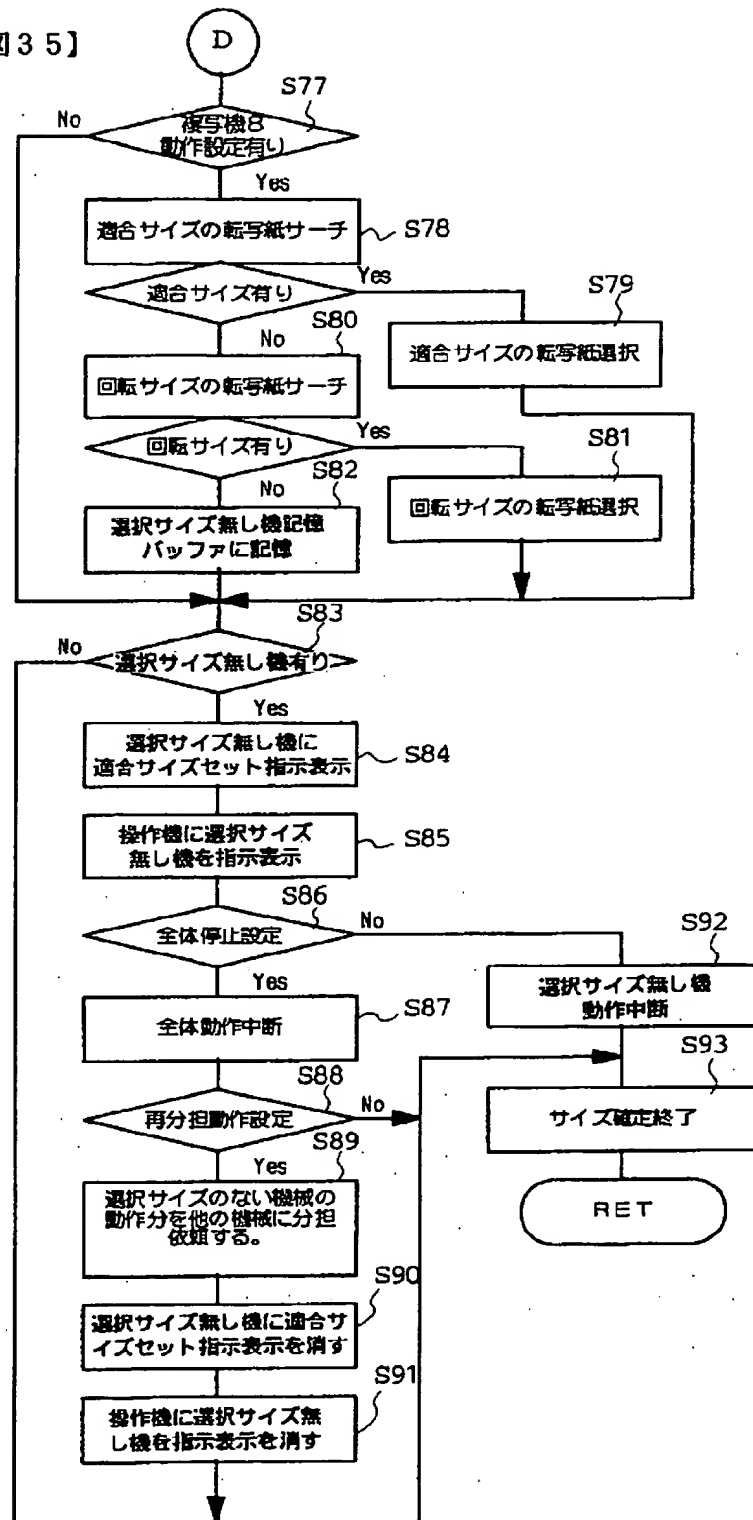 図35】
D
S77
No
複写機8
動作設定有り
Yes
適合サイズの転写紙サーチ
S78
Yes
適合サイズ有り
S79
S80
No
適合サイズの転写紙選択
回転サイズの転写紙サーチ
Yes
回転サイズ有り
S81
S82
No
回転サイズの転写紙選択
選択サイズ無し機記憶
バッファに記憶
S83
No
選択サイズ無し機有り
Yes
選択サイズ無し機に
適合サイズセット指示表示
S84
操作機に選択サイズ
無し機を指示表示
S85
S86
No
全体停止設定
S92
Yes
選択サイズ無し機
動作中断
全体動作中断
S87
S93
S88
再分担動作設定
No
サイズ確定終了
S89
Yes
RET
選択サイズのない機械の
動作分を他の機械に分担
依頼する。
S90
選択サイズ無し機に適合サ
イズセット指示表示を消す
S91
操作機に選択サイズ無
し機を指示表示を消す